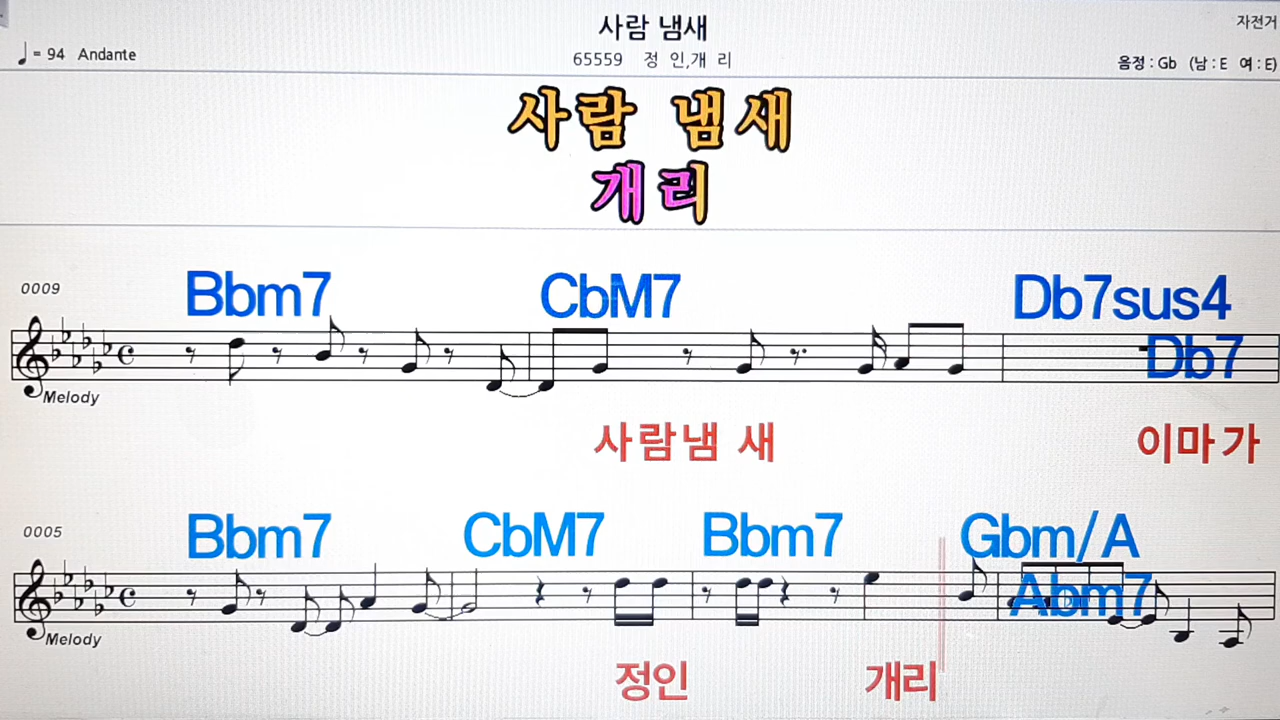 사람 냄새
자전거
♩= 94 Andante
65559 정 인,개 리
음정 : Gb (남 : E 여 : E)
사람 냄새
개리
0009
Bbm7 CbM7 Db7sus4
Db7
Melody
사람냄 새 이마가
0005
Bbm7 CbM7 Bbm7 Gbm/A
Abm7
Melody
정인 개리